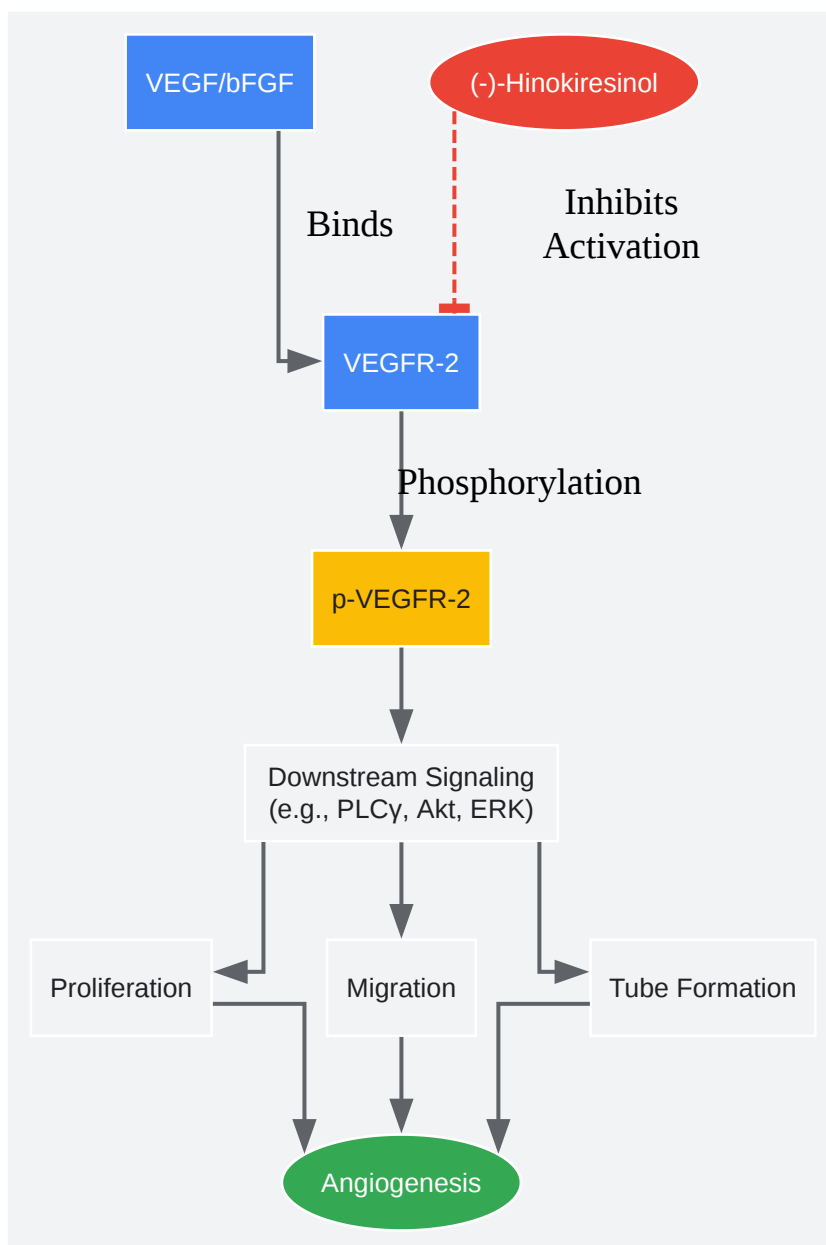 VEGF/bFGF
(-)-Hinokiresinol
Binds
Inhibits
Activation
VEGFR-2
Phosphorylation
p-VEGFR-2
Downstream Signaling
(e.g., PLCγ, Akt, ERK)
Proliferation
Migration
Tube Formation
Angiogenesis